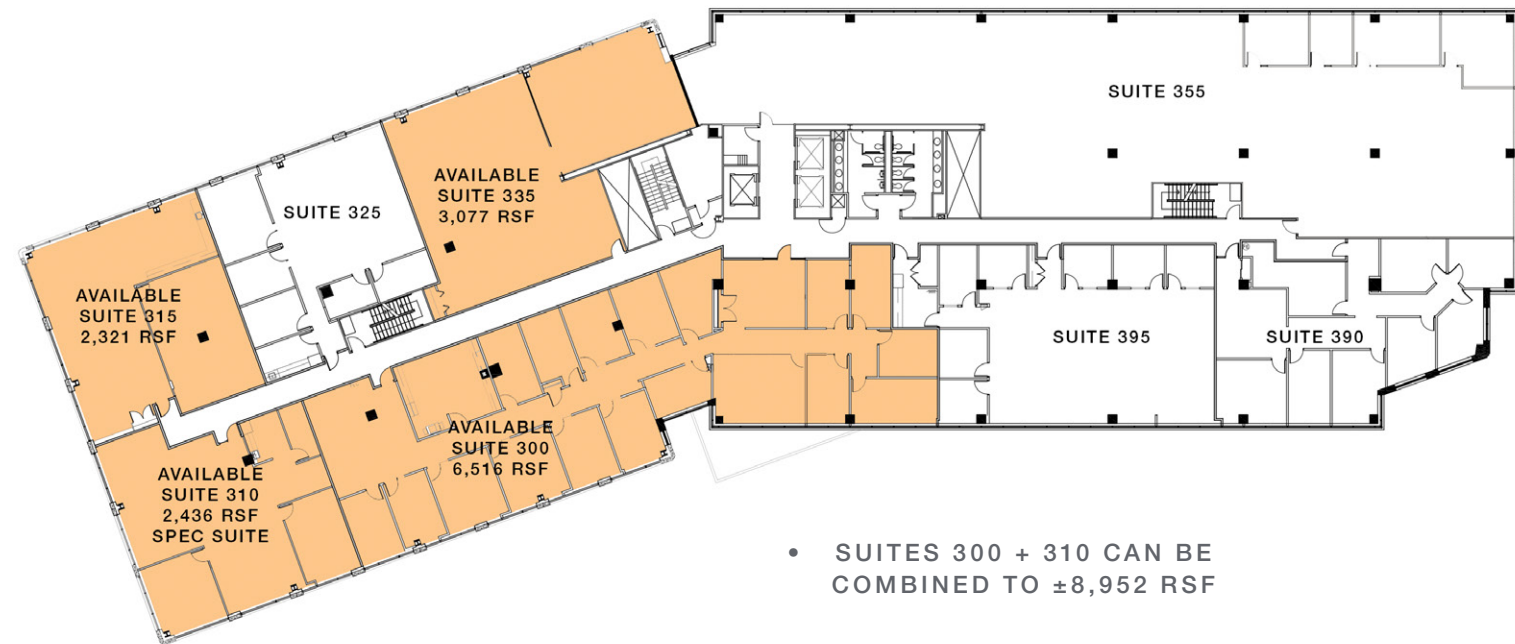 SUITE 355
AVAILABLE
SUITE 335
3,077 RSF
SUITE 325
AVAILABLE
SUITE 315
2,321 RSF
SUITE 395
SUITE 390
AVAILABLE
SUITE 300
6,516 RSF
AVAILABLE
SUITE 310
2,436 RSF
SPEC SUITE
• SUITES 300 + 310 CAN BE
COMBINED TO ±8,952 RSF